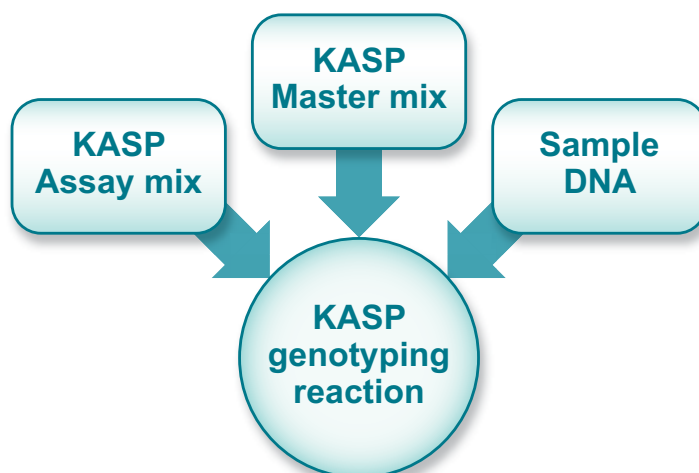 KASP
Assay mix
KASP
Master mix
Sample
DNA
KASP
genotyping
reaction